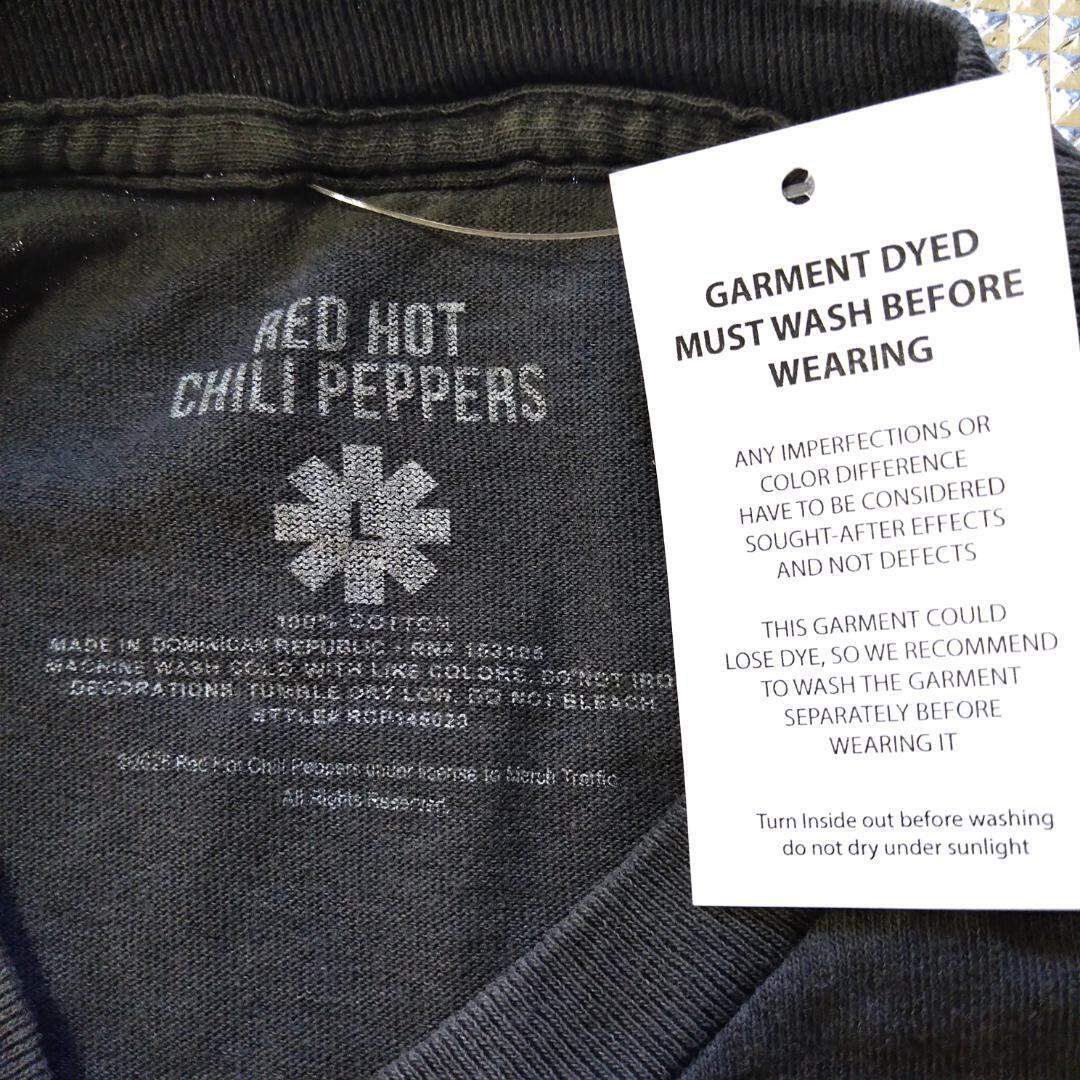 RED HOT
CHILI PEPPERS
L
100% COTTON
MADE IN DOMINICAN REPUBLIC - RN#
MACHINE WASH COLD WITH LIKE COLORS. DO NOT IRO
DECORATION. TUMBLE DRY LOW. DO NOT BLEACH
STYLE#
Red Hot Chili Peppers under license to Merch Traffic
All Rights Reserved.
GARMENT DYED
MUST WASH BEFORE
WEARING
ANY IMPERFECTIONS OR
COLOR DIFFERENCE
HAVE TO BE CONSIDERED
SOUGHT-AFTER EFFECTS
AND NOT DEFECTS
THIS GARMENT COULD
LOSE DYE, SO WE RECOMMEND
TO WASH THE GARMENT
SEPARATELY BEFORE
WEARING IT
Turn Inside out before washing
do not dry under sunlight